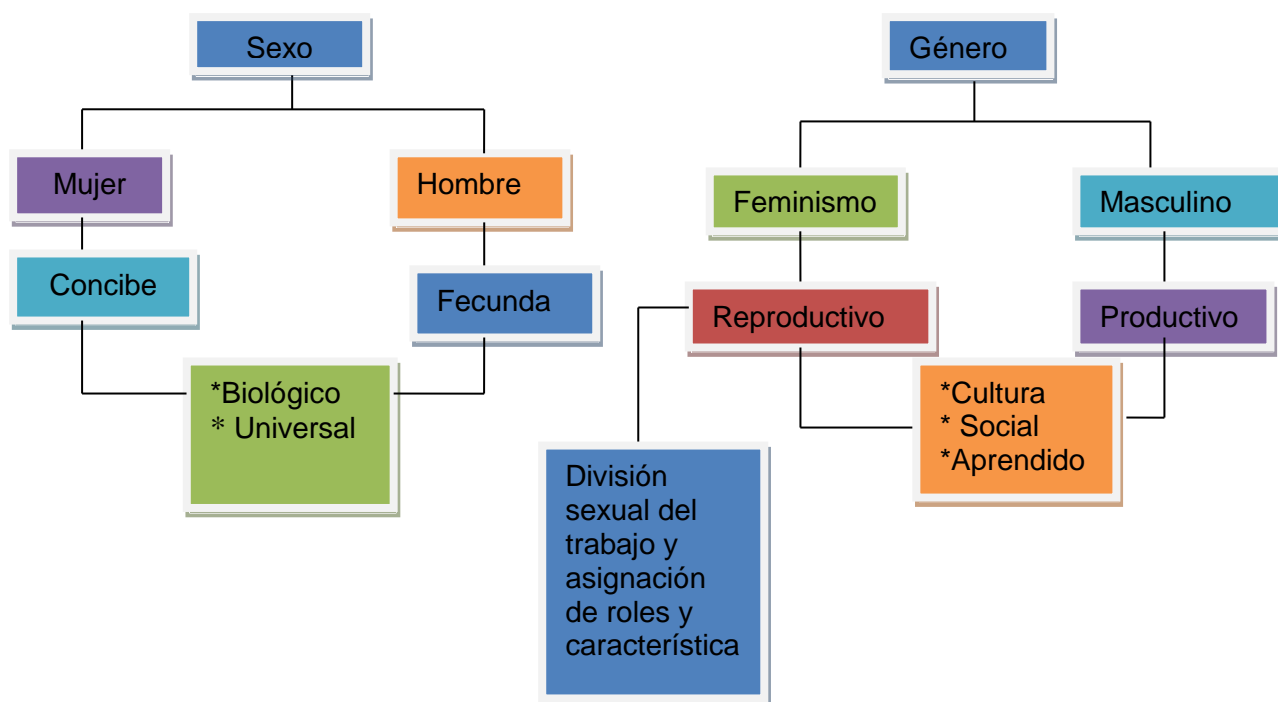 Sexo
Género
Mujer
Hombre
Feminismo
Masculino
Concibe
Fecunda
Reproductivo
Productivo
*Biológico
* Universal
*Cultura
* Social
*Aprendido
División
sexual del
trabajo y
asignación
de roles y
característica